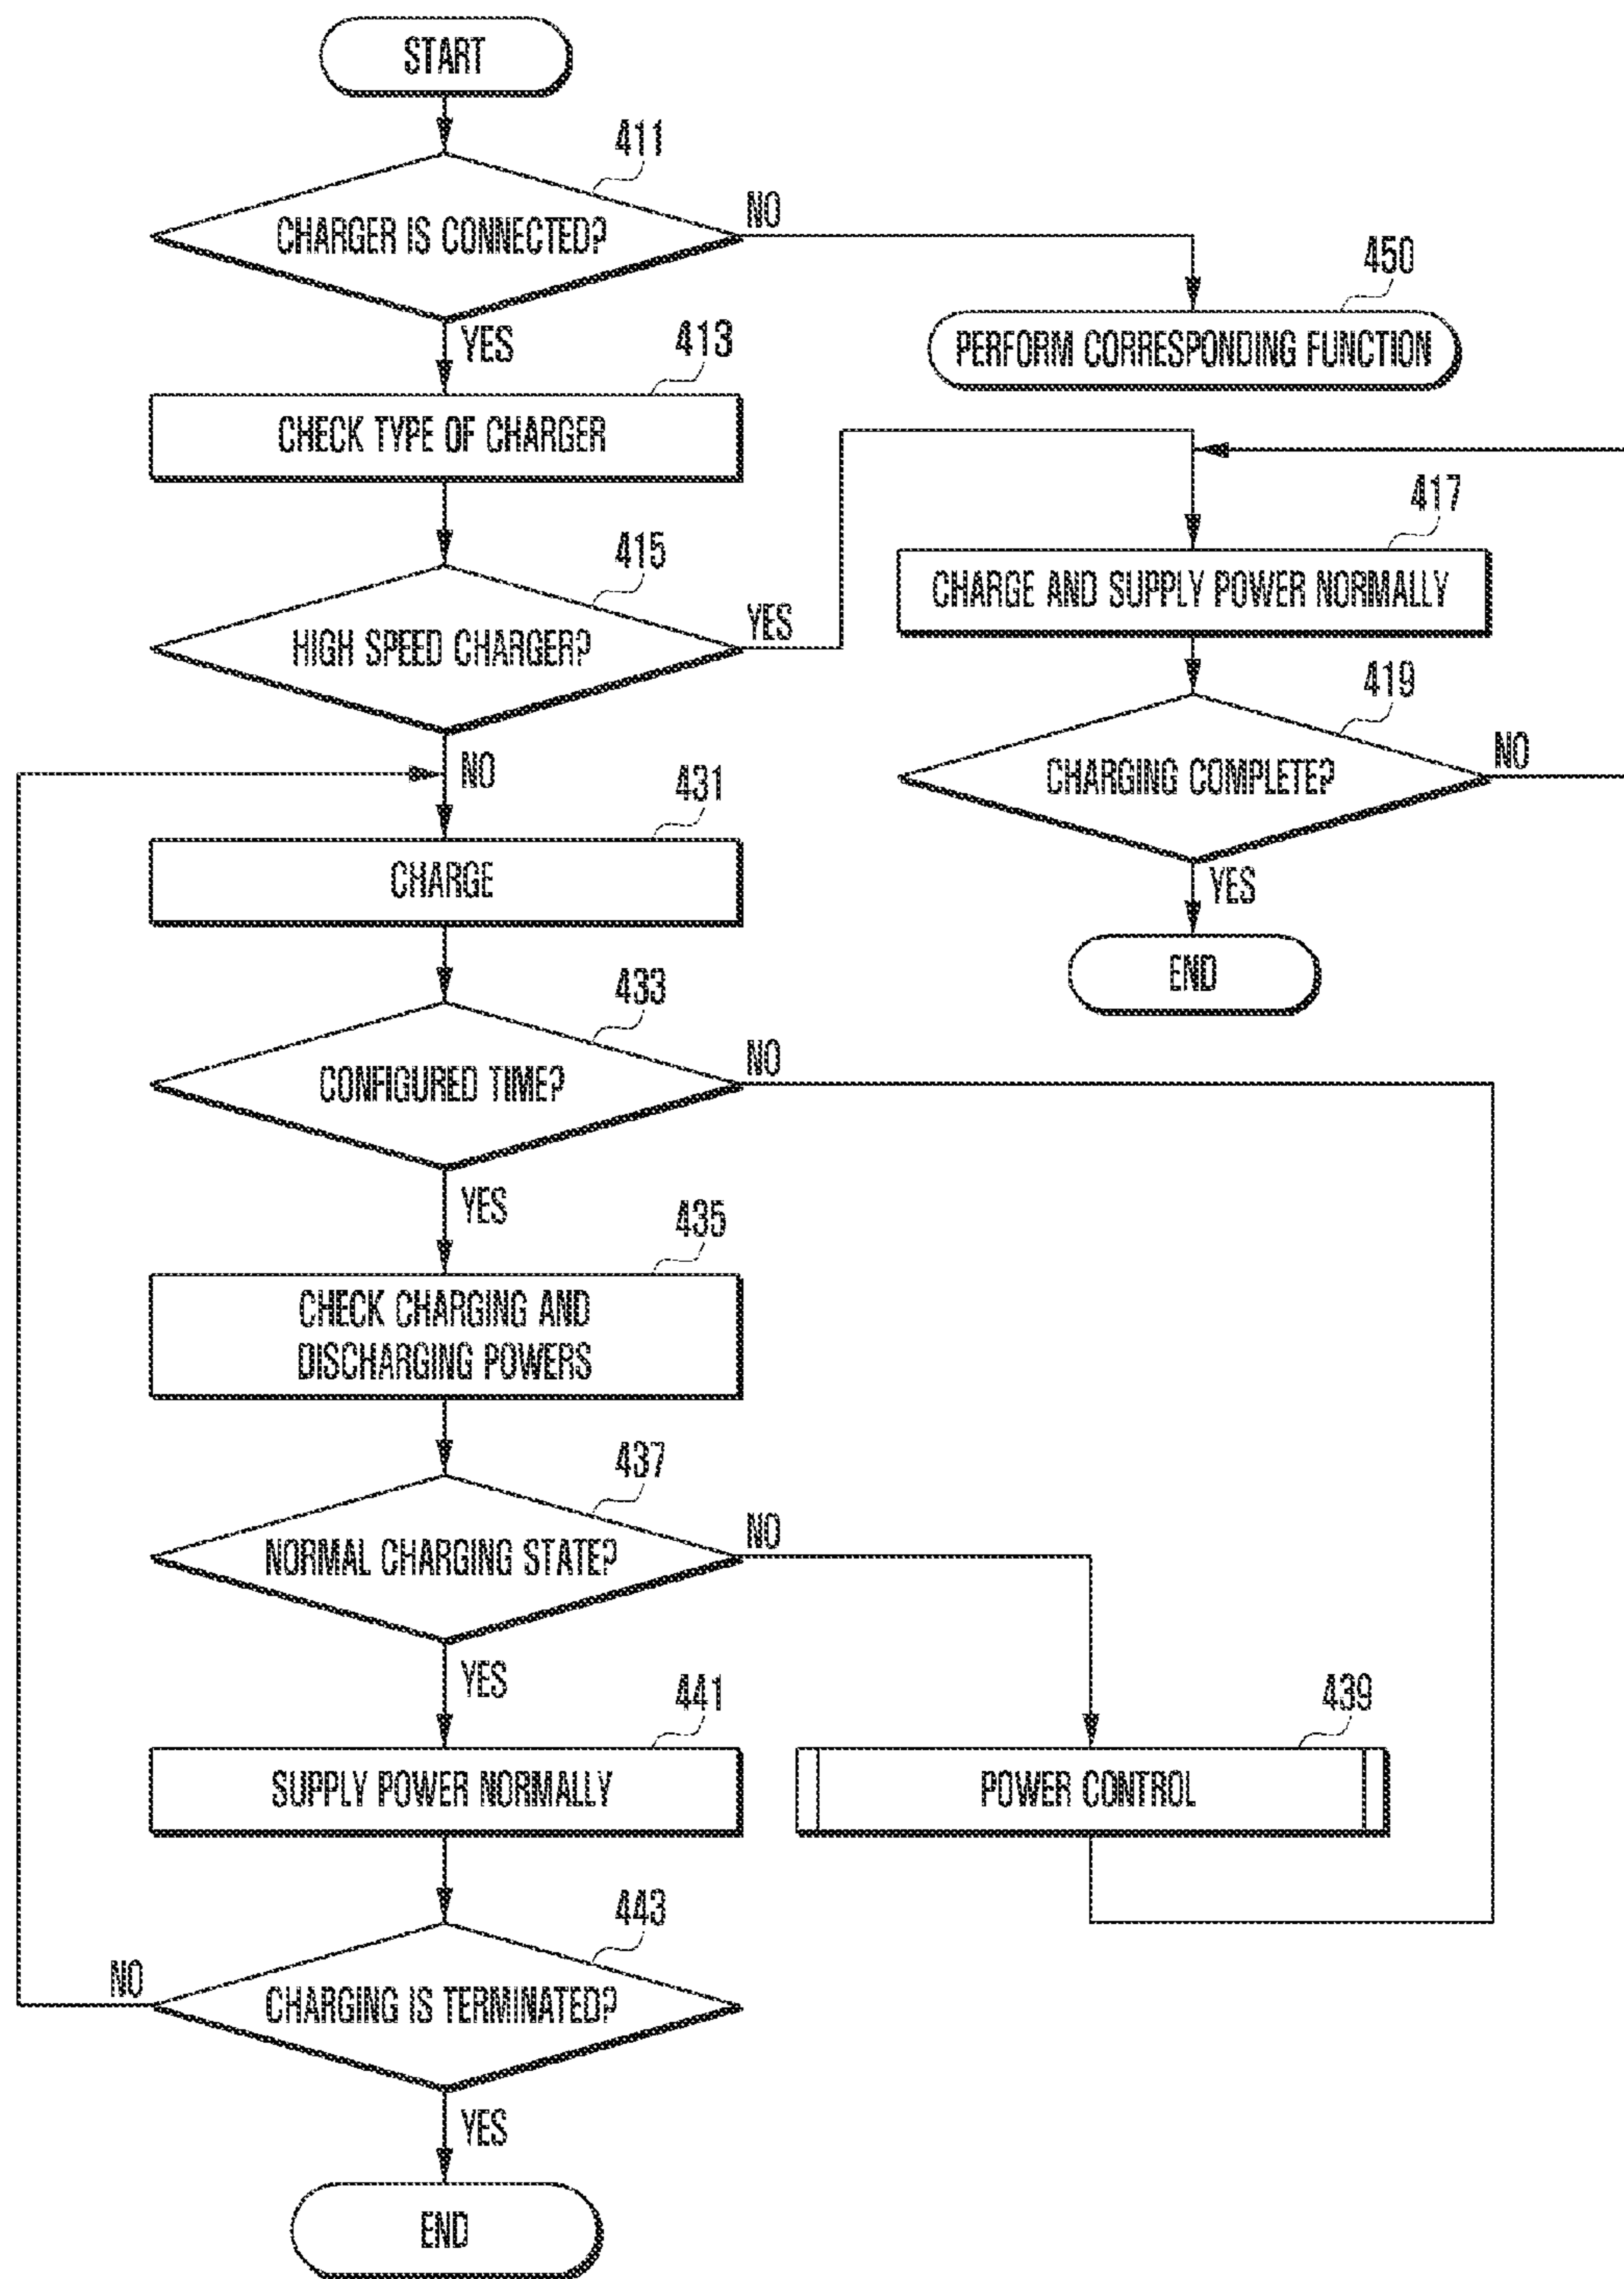 START
411
CHARGER IS CONNECTED?
NO
450
YES
413
PERFORM CORRESPONDING FUNCTION
CHECK TYPE OF CHARGER
417
415
CHARGE AND SUPPLY POWER NORMALLY
YES
HIGH SPEED CHARGER?
419
NO
NO
431
CHARGING COMPLETE?
CHARGE
YES
433
END
CONFIGURED TIME?
NO
YES
435
CHECK CHARGING AND
DISCHARGING POWERS
437
NORMAL CHARGING STATE?
NO
YES
441
439
SUPPLY POWER NORMALLY
POWER CONTROL
443
NO
CHARGING IS TERMINATED?
YES
END